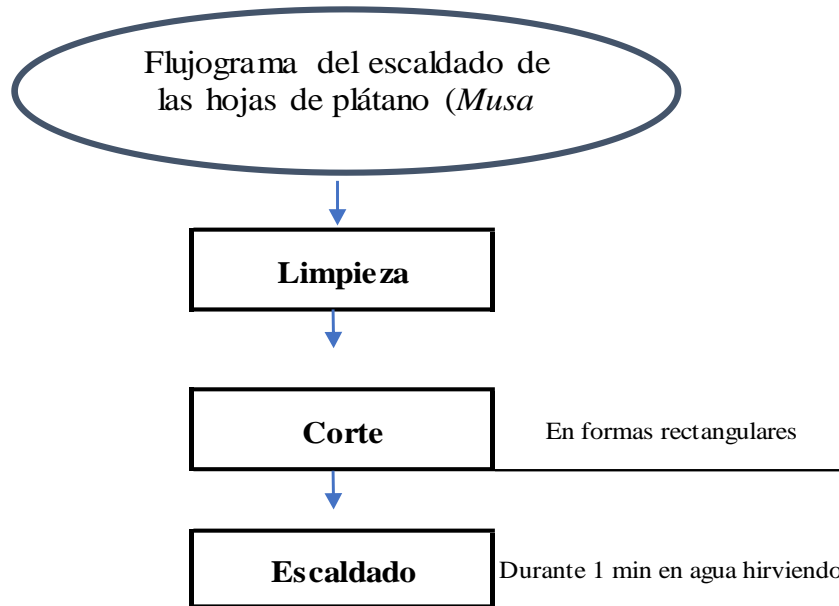 Flujograma del escaldado de
las hojas de plátano (Musa
Limpieza
Corte
En formas rectangulares
Escaldado
Durante 1 min en agua hirviendo